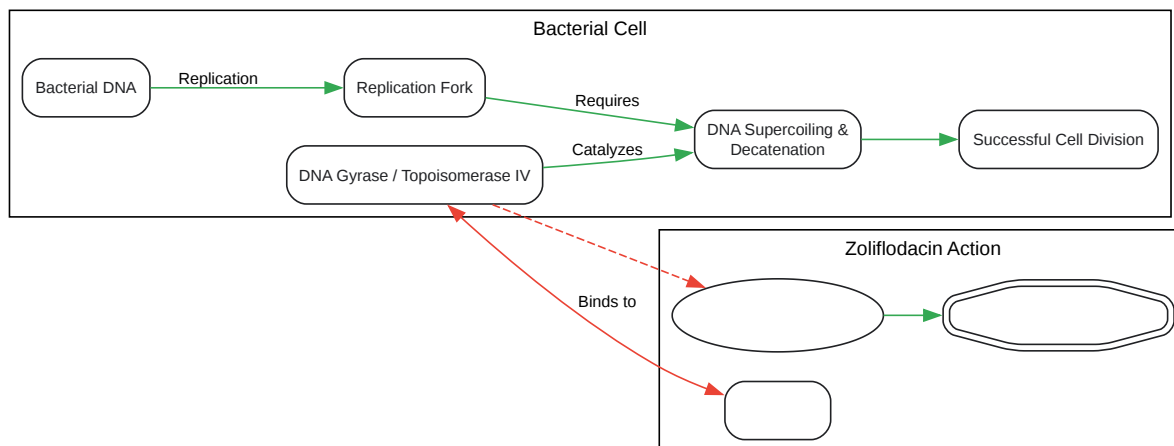 Bacterial Cell
Bacterial DNA
Replication
Replication Fork
Requires
DNA Supercoiling &
Decatenation
Successful Cell Division
Catalyzes
DNA Gyrase / Topoisomerase IV
Zoliflodacin Action
Binds to